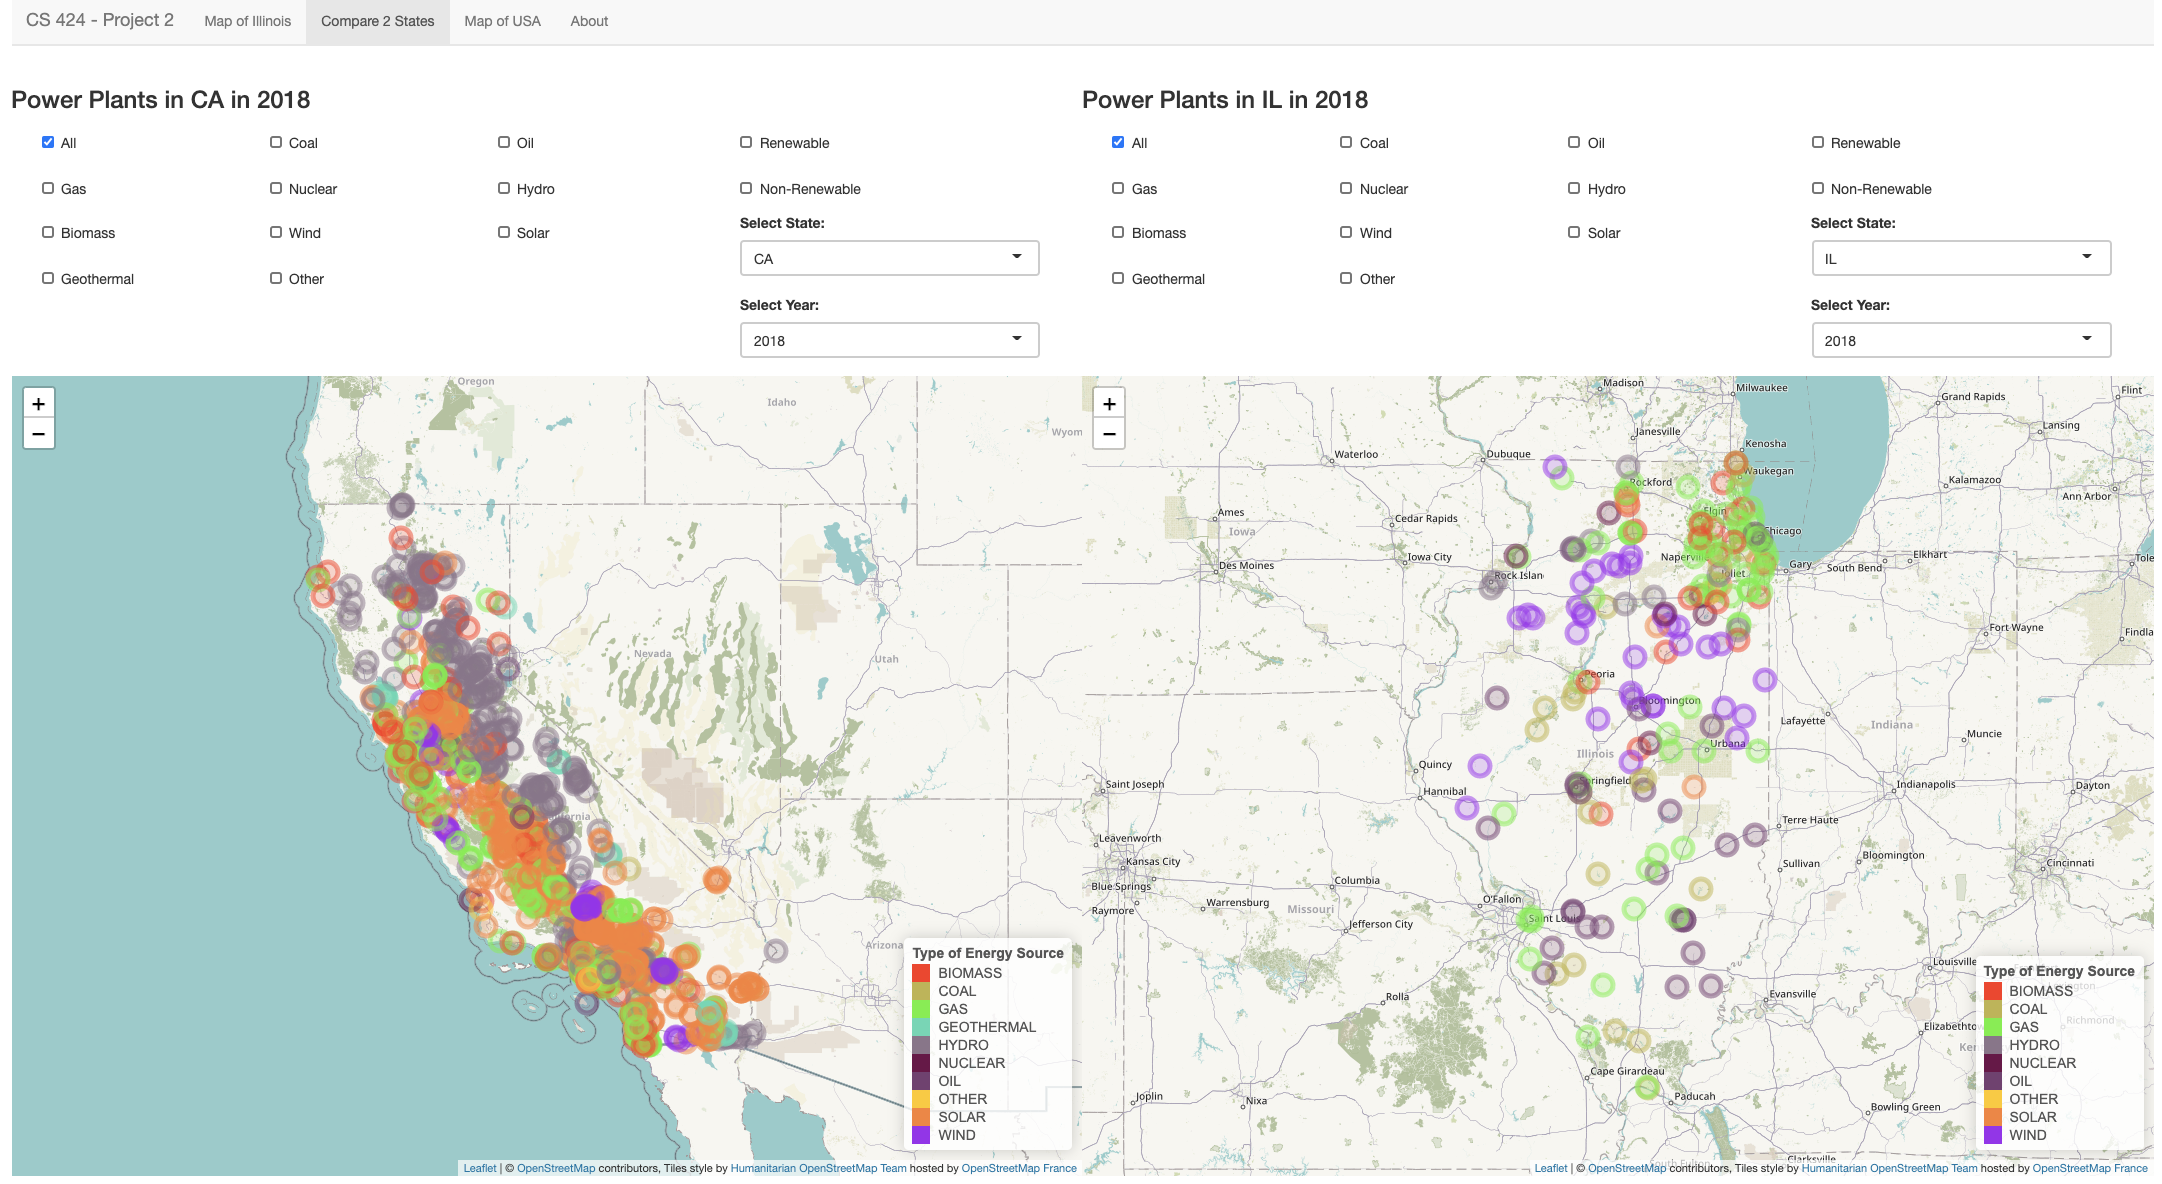 CS 424 - Project 2
Map of Illinois
Compare 2 States
Map of USA
About
Power Plants in CA in 2018
All
Coal
Oil
Renewable
Gas
Nuclear
Hydro
Non-Renewable
Biomass
Wind
Solar
Geothermal
Other
Select State:
CA
Select Year:
2018
+
−
Oregon
Idaho
Wyom
Nevada
Utah
Arizona
Type of Energy Source
BIOMASS
COAL
GAS
GEOTHERMAL
HYDRO
NUCLEAR
OIL
OTHER
SOLAR
WIND
Leaflet | © OpenStreetMap contributors, Tiles style by Humanitarian OpenStreetMap Team hosted by OpenStreetMap France
Power Plants in IL in 2018
All
Coal
Oil
Renewable
Gas
Nuclear
Hydro
Non-Renewable
Biomass
Wind
Solar
Geothermal
Other
Select State:
IL
Select Year:
2018
+
−
Madison
Milwaukee
Flint
Grand Rapids
Lansing
Janesville
Kenosha
Waterloo
Dubuque
Waukegan
Rockford
Kalamazoo
Ann Arbor
Ames
Elgin
Cedar Rapids
Iowa
Chicago
Iowa City
Elkhart
Des Moines
Gary
South Bend
Rock Island
Joliet
Fort Wayne
Findla
Peoria
Bloomington
Lafayette
Indiana
Muncie
Illinois
Urbana
Quincy
Saint Joseph
Springfield
Indianapolis
Dayton
Hannibal
Terre Haute
Leavenworth
Kansas City
Sullivan
Bloomington
Cincinnati
Blue Springs
Columbia
Warrensburg
O'Fallon
Raymore
Missouri
Saint Louis
Jefferson City
Louisville
Rolla
Evansville
Richmond
Cape Girardeau
Joplin
Nixa
Paducah
Bowling Green
Clarksville
Type of Energy Source
BIOMASS
COAL
GAS
HYDRO
NUCLEAR
OIL
OTHER
SOLAR
WIND
Leaflet | © OpenStreetMap contributors, Tiles style by Humanitarian OpenStreetMap Team hosted by OpenStreetMap France